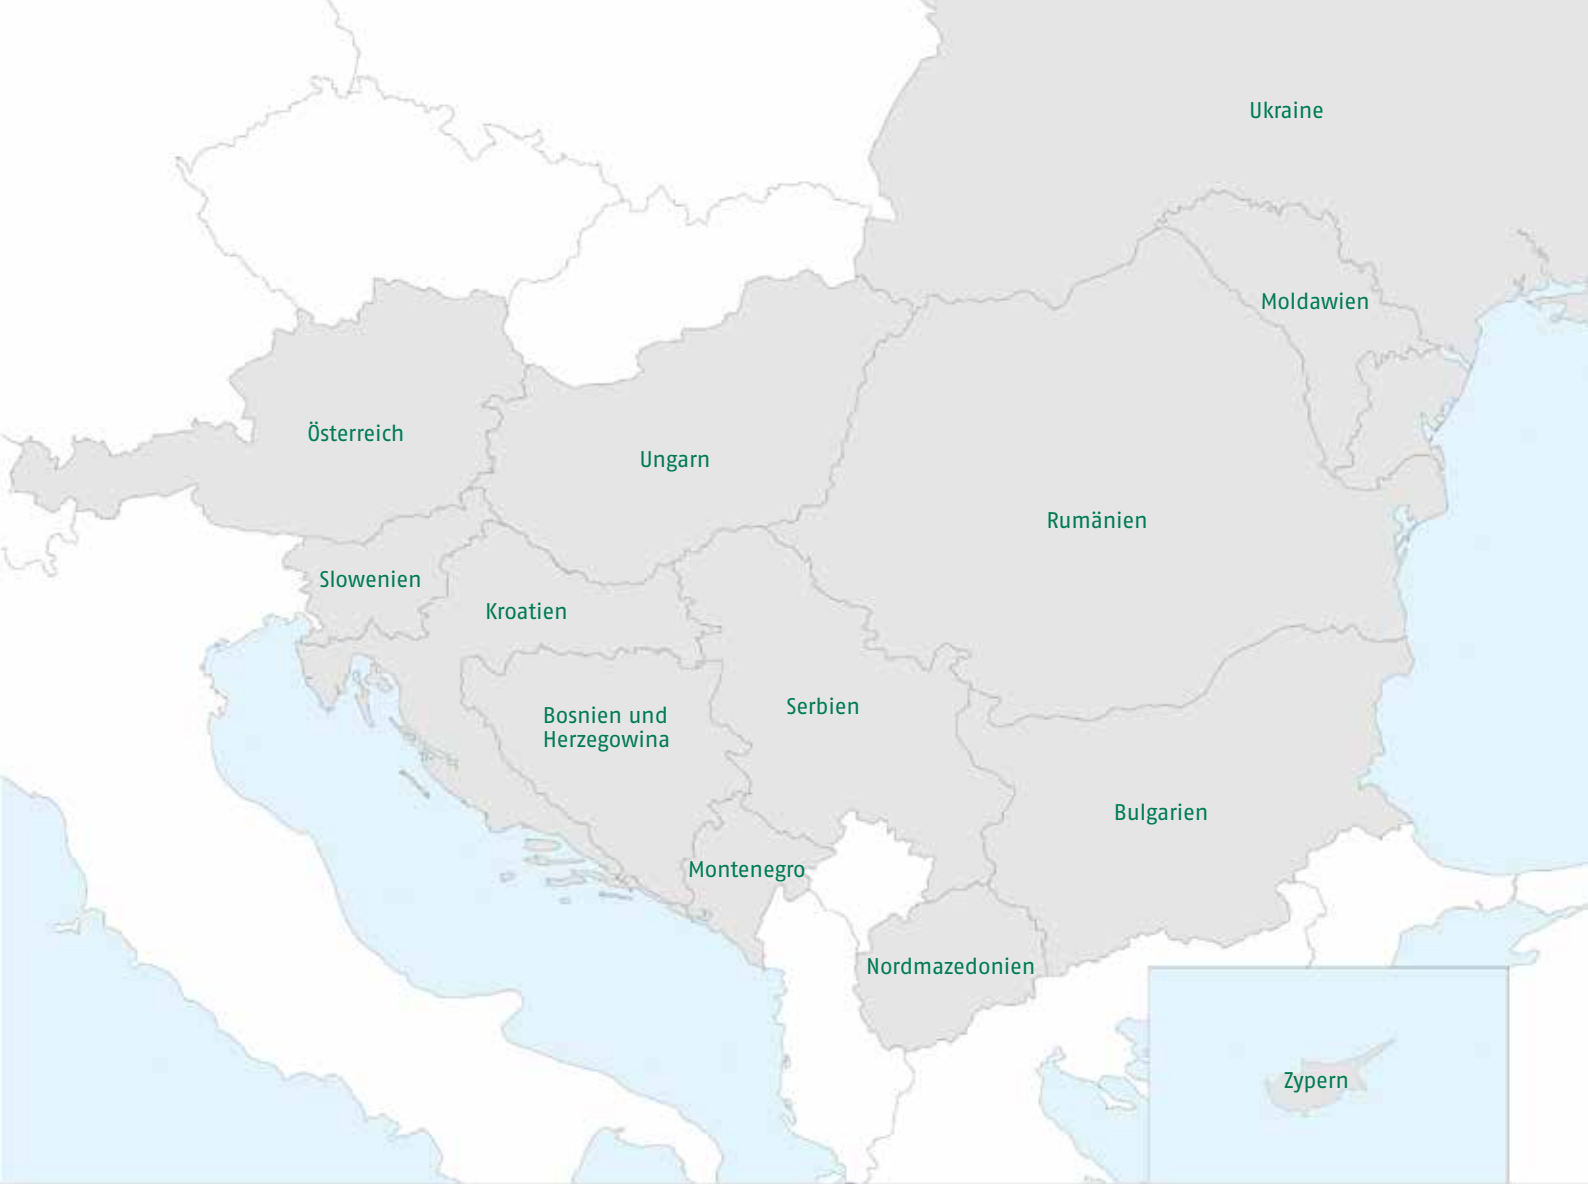 Ukraine
Moldawien
Österreich
Ungarn
Rumänien
Slowenien
Kroatien
Serbien
Bosnien und
Herzegowina
Bulgarien
Montenegro
Nordmazedonien
Zypern